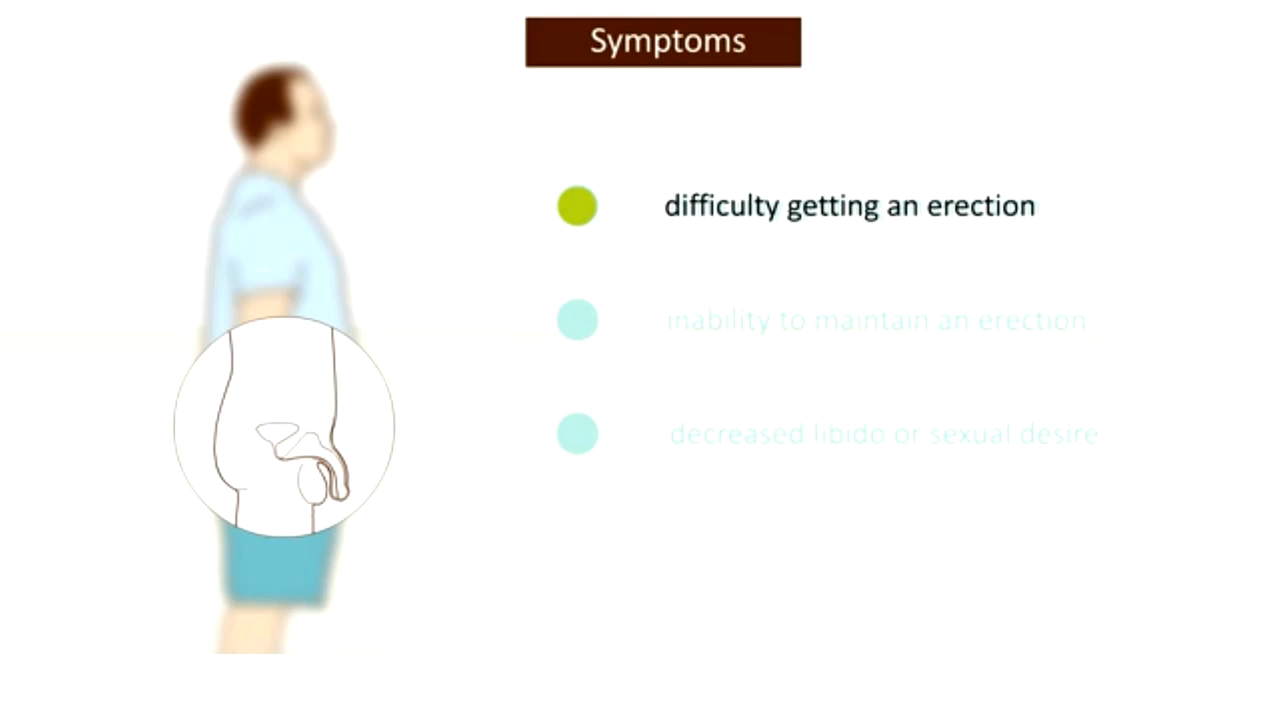 Symptoms
difficulty getting an erection
inability to maintain an erection
decreased libido or sexual desire